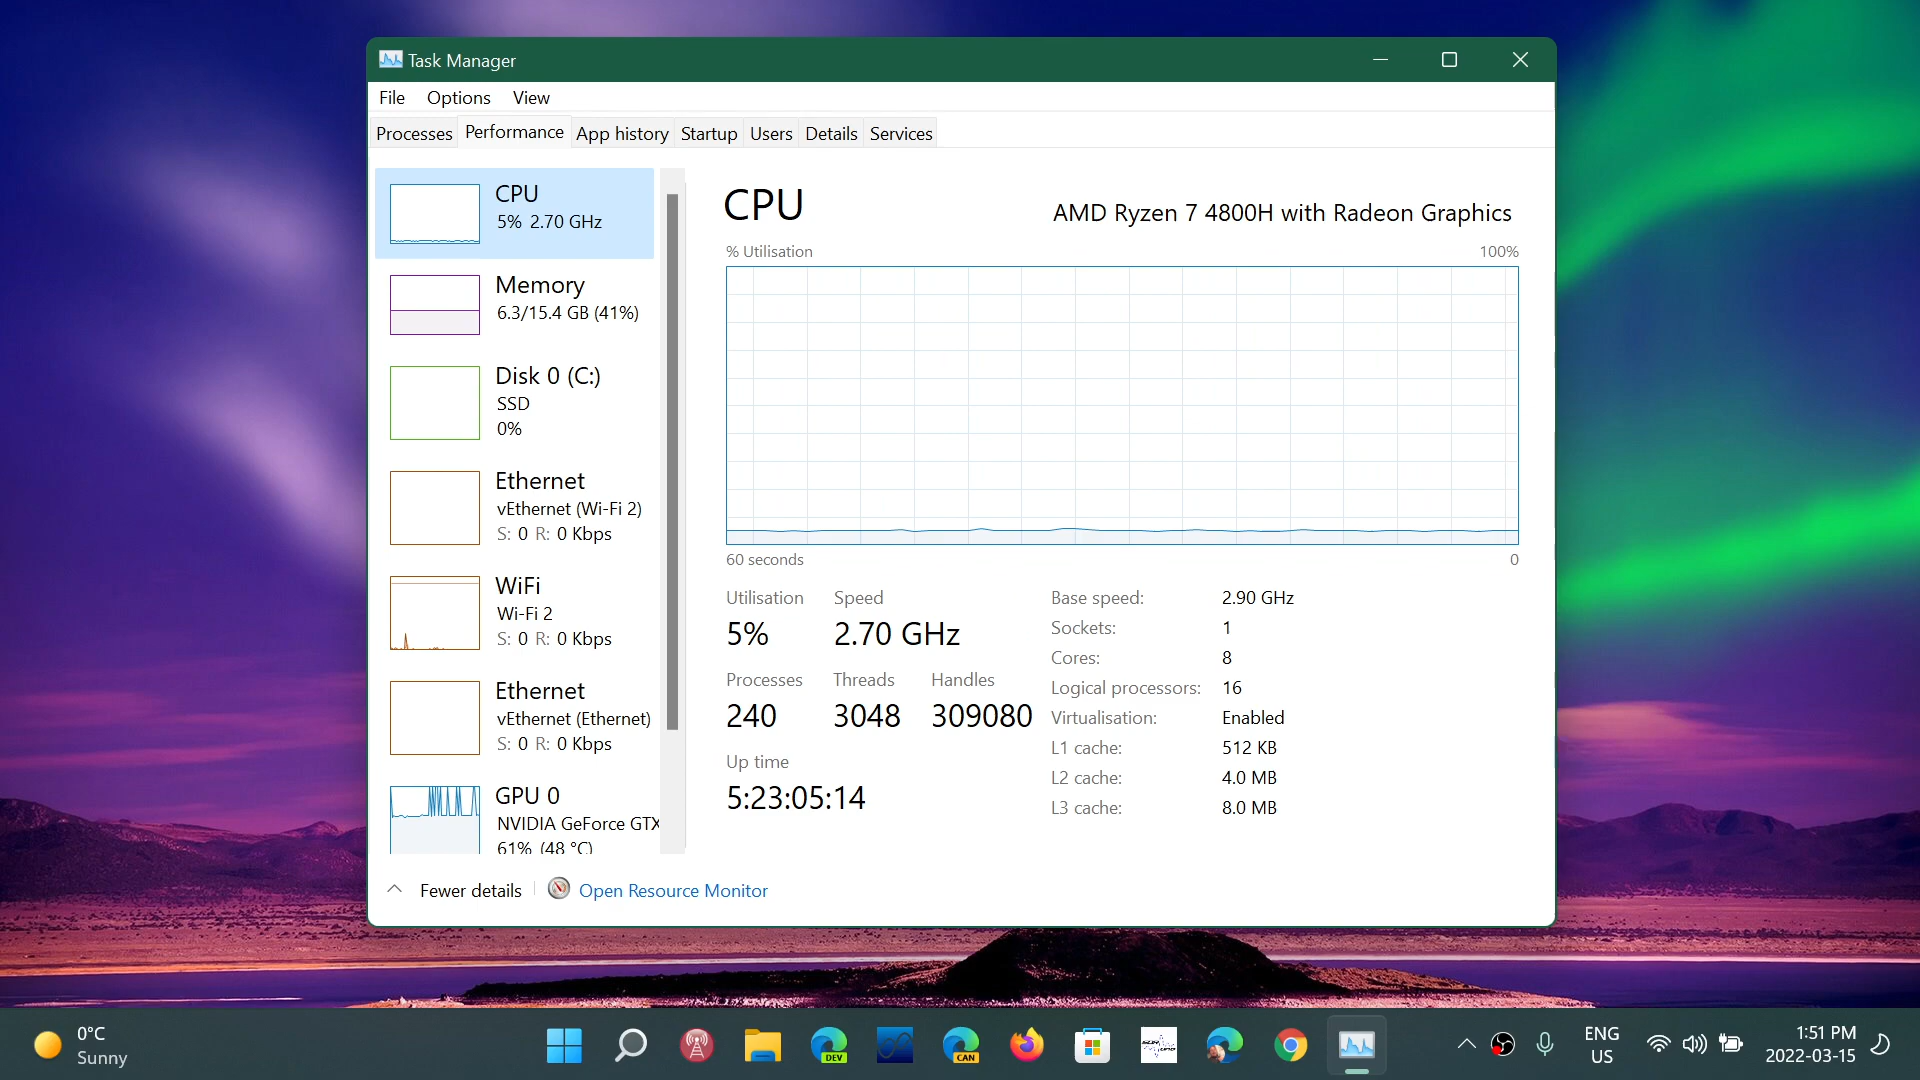 Task Manager
File Options View
Processes Performance App history Startup Users Details Services
CPU
5% 2.70 GHz
Memory
6.3/15.4 GB (41%)
Disk 0 (C:)
SSD
0%
Ethernet
vEthernet (Wi-Fi 2)
S: 0 R: 0 Kbps
WiFi
Wi-Fi 2
S: 0 R: 0 Kbps
Ethernet
vEthernet (Ethernet)
S: 0 R: 0 Kbps
GPU 0
NVIDIA GeForce GTX
61% (48 °C)
CPU AMD Ryzen 7 4800H with Radeon Graphics
% Utilisation 100%
60 seconds 0
Utilisation Speed
5% 2.70 GHz
Processes Threads Handles
240 3048 309080
Up time
5:23:05:14
Base speed: 2.90 GHz
Sockets: 1
Cores: 8
Logical processors: 16
Virtualisation: Enabled
L1 cache: 512 KB
L2 cache: 4.0 MB
L3 cache: 8.0 MB
Fewer details Open Resource Monitor
0°C
Sunny
DEV
CAN
ENG
US
1:51 PM
2022-03-15